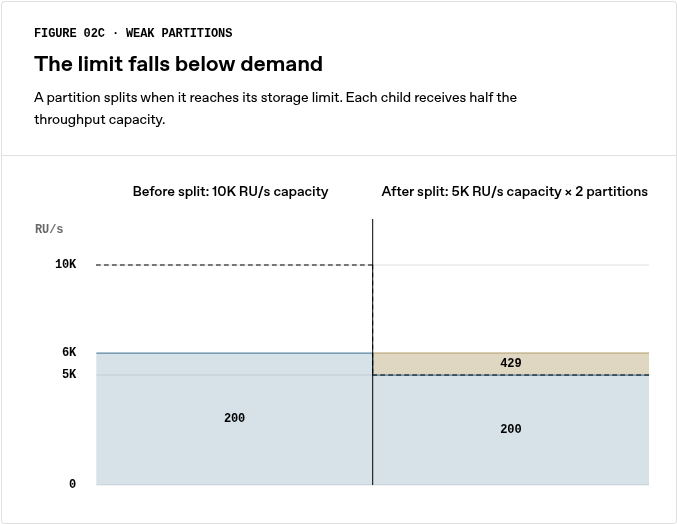 FIGURE 02C · WEAK PARTITIONS
The limit falls below demand
A partition splits when it reaches its storage limit. Each child receives half the
throughput capacity.
Before split: 10K RU/s capacity
After split: 5K RU/s capacity × 2 partitions
RU/s
10K
6K
429
5K
200
200
0